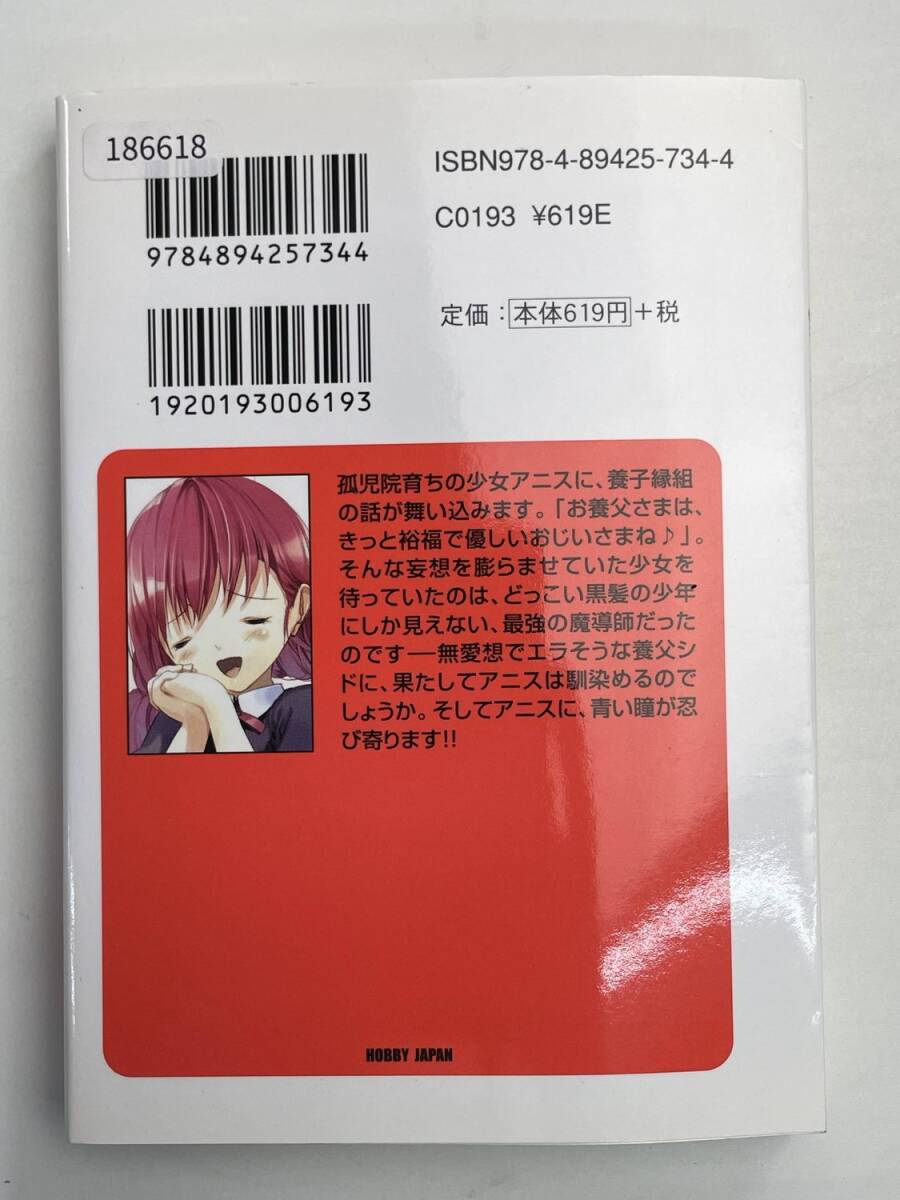 186618
9784894257344
ISBN978-4-89425-734-4
C0193 ¥619E
1920193006193
定価：本体619円+税
孤児院育ちの少女アニスに、養子縁組
の話が舞い込みます。「お養父さまは、
きっと裕福で優しいおじいさまね♪」。
そんな妄想を膨らませていた少女を
待っていたのは、どっこい黒髪の少年
にしか見えない、最強の魔導師だった
のです──無愛想でエラそうな養父シ
ドに、果たしてアニスは馴染めるので
しょうか。そしてアニスに、青い瞳が忍
び寄ります!!
HOBBY JAPAN